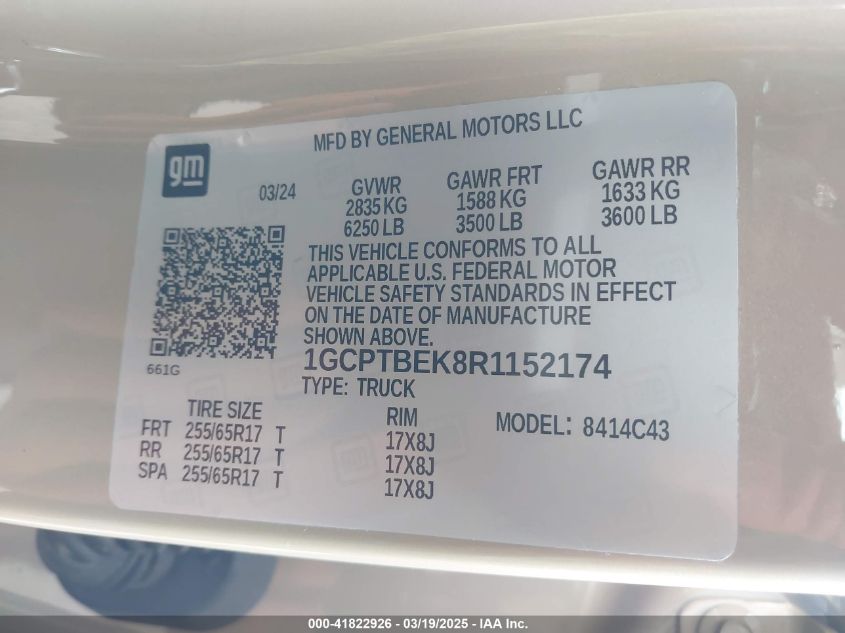 MFD BY GENERAL MOTORS LLC
gm
03/24
GVWR
2835 KG
6250 LB
GAWR FRT
1588 KG
3500 LB
GAWR RR
1633 KG
3600 LB
THIS VEHICLE CONFORMS TO ALL
APPLICABLE U.S. FEDERAL MOTOR
VEHICLE SAFETY STANDARDS IN EFFECT
ON THE DATE OF MANUFACTURE
SHOWN ABOVE.
661G
1GCPTBEK8R1152174
TYPE: TRUCK
TIRE SIZE
RIM
MODEL: 8414C43
FRT 255/65R17 T 17X8J
RR 255/65R17 T 17X8J
SPA 255/65R17 T 17X8J
000-41822926 - 03/19/2025 - IAA Inc.